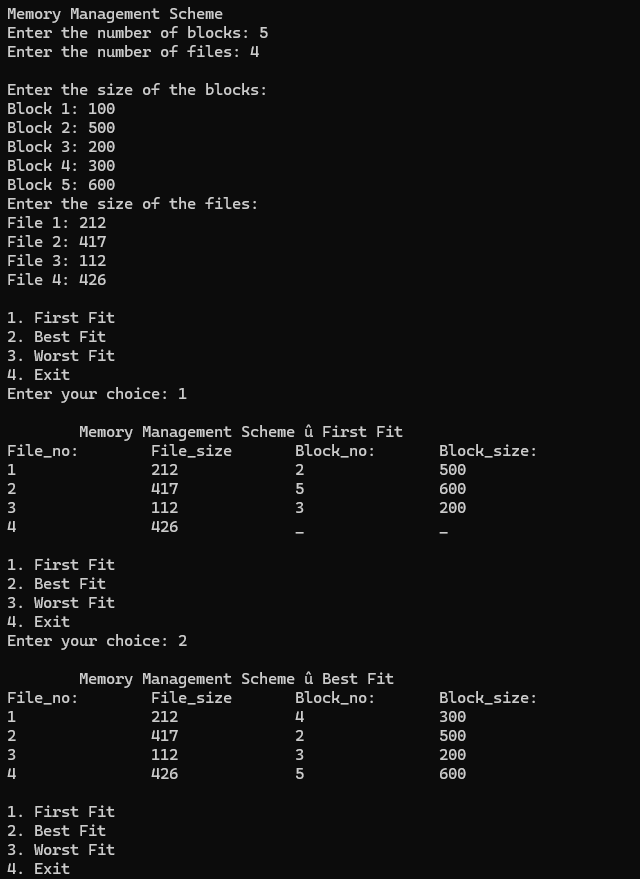 Memory Management Scheme
Enter the number of blocks: 5
Enter the number of files: 4
Enter the size of the blocks:
Block 1: 100
Block 2: 500
Block 3: 200
Block 4: 300
Block 5: 600
Enter the size of the files:
File 1: 212
File 2: 417
File 3: 112
File 4: 426
1. First Fit
2. Best Fit
3. Worst Fit
4. Exit
Enter your choice: 1
Memory Management Scheme û First Fit
File_no: File_size Block_no: Block_size:
1 212 2 500
2 417 5 600
3 112 3 200
4 426 _ _
1. First Fit
2. Best Fit
3. Worst Fit
4. Exit
Enter your choice: 2
Memory Management Scheme û Best Fit
File_no: File_size Block_no: Block_size:
1 212 4 300
2 417 2 500
3 112 3 200
4 426 5 600
1. First Fit
2. Best Fit
3. Worst Fit
4. Exit